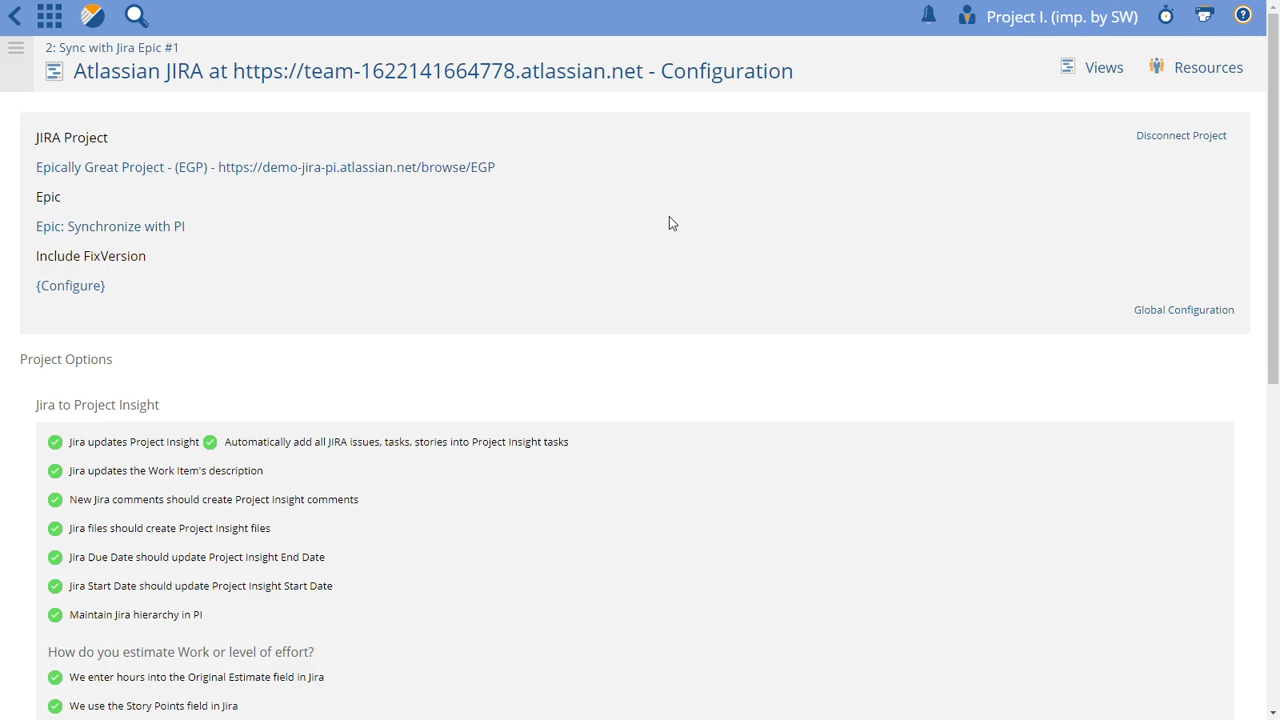 Project I. (imp. by SW)
2: Sync with Jira Epic #1
Atlassian JIRA at https://team-1622141664778.atlassian.net - Configuration
Views
Resources
JIRA Project
Disconnect Project
Epically Great Project - (EGP) - https://demo-jira-pi.atlassian.net/browse/EGP
Epic
Epic: Synchronize with PI
Include FixVersion
{Configure}
Global Configuration
Project Options
Jira to Project Insight
Jira updates Project Insight Automatically add all JIRA issues, tasks, stories into Project Insight tasks
Jira updates the Work Item's description
New Jira comments should create Project Insight comments
Jira files should create Project Insight files
Jira Due Date should update Project Insight End Date
Jira Start Date should update Project Insight Start Date
Maintain Jira hierarchy in PI
How do you estimate Work or level of effort?
We enter hours into the Original Estimate field in Jira
We use the Story Points field in Jira